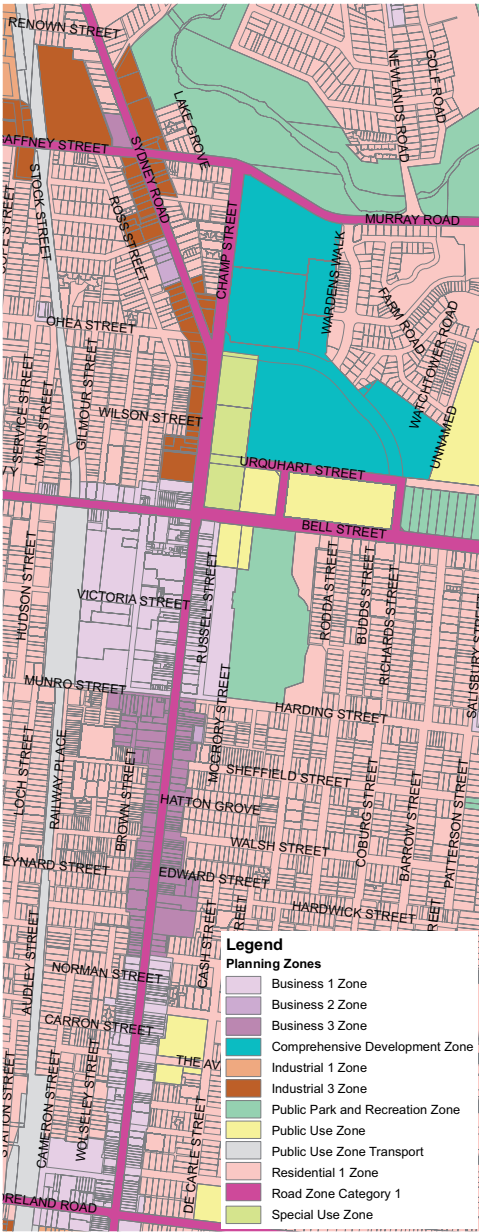 RENOWN STREET
GOLF ROAD
NEWLANDS ROAD
LAKE GROVE
GAFFNEY STREET
SYDNEY ROAD
STOCK STREET
ROSS STREET
CHAMP STREET
MURRAY ROAD
WARDENS WALK
FARM ROAD
WATCHTOWER ROAD
OHEA STREET
GILMOUR STREET
SERVICE STREET
MAIN STREET
WILSON STREET
UNNAMED
URQUHART STREET
BELL STREET
HUDSON STREET
VICTORIA STREET
RUSSELL STREET
RODDA STREET
BUDDS STREET
RICHARDS STREET
SALISBURY STREET
MUNRO STREET
MCCRORY STREET
HARDING STREET
LOCH STREET
RAILWAY PLACE
BROWN STREET
SHEFFIELD STREET
HATTON GROVE
COBURG STREET
BARROW STREET
PATTERSON STREET
WALSH STREET
EYNARD STREET
EDWARD STREET
HARDWICK STREET
CASH STREET
REET
REET
AUDLEY STREET
NORMAN STREET
CARRON STREET
THE AV
CAMERON STREET
WOLSELEY STREET
STATION STREET
DE CARLE STREET
ORELAND ROAD
Legend
Planning Zones
Business 1 Zone
Business 2 Zone
Business 3 Zone
Comprehensive Development Zone
Industrial 1 Zone
Industrial 3 Zone
Public Park and Recreation Zone
Public Use Zone
Public Use Zone Transport
Residential 1 Zone
Road Zone Category 1
Special Use Zone